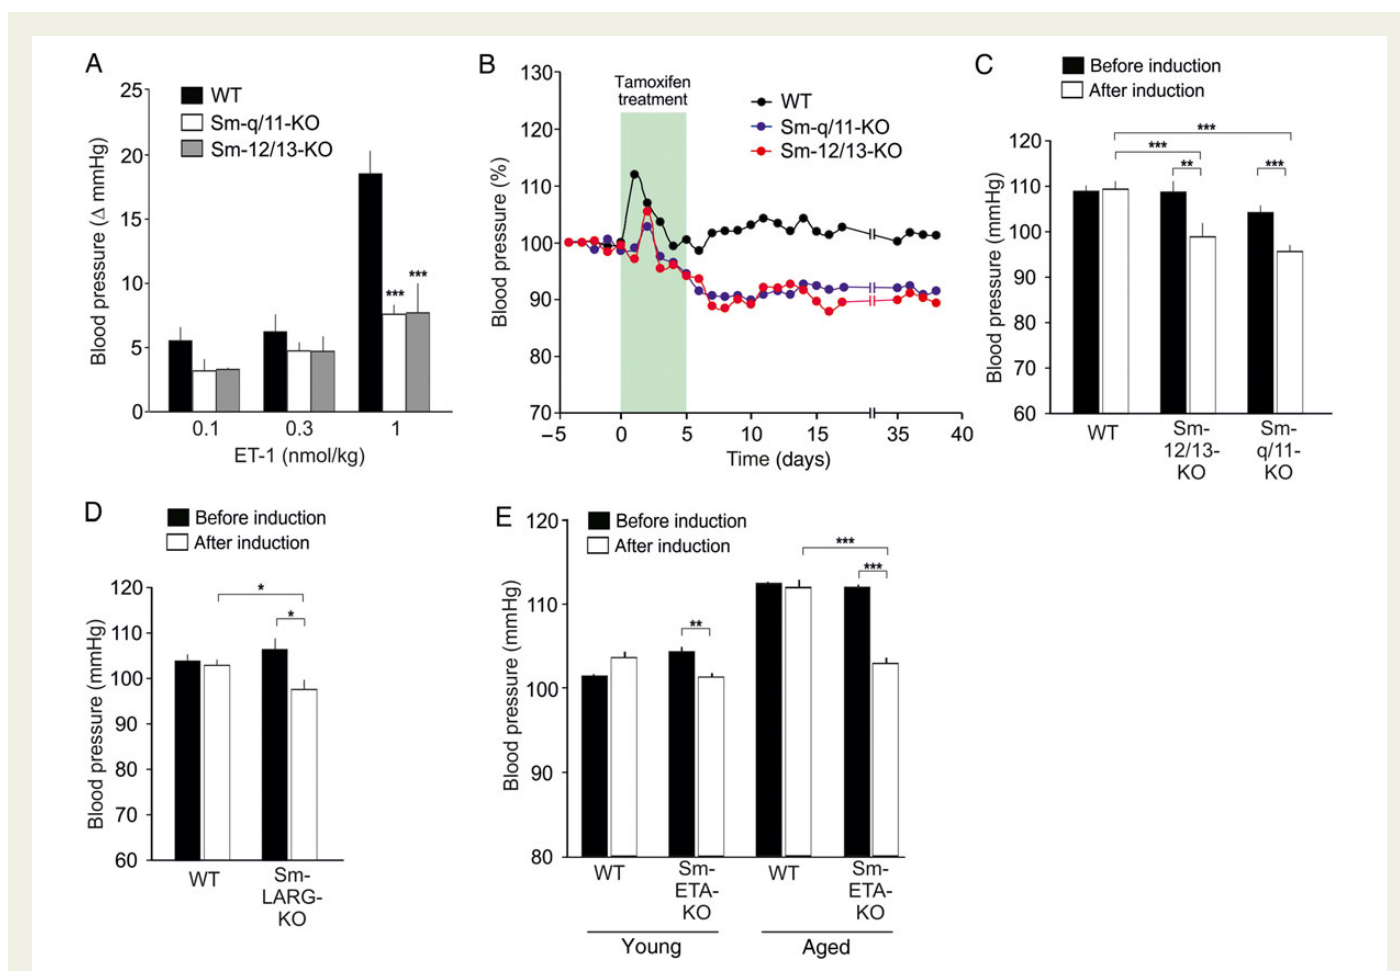 A
WT
Sm-q/11-KO
Sm-12/13-KO
Blood pressure (Δ mmHg)
25
20
15
10
5
0
***
***
0.1
0.3
1
ET-1 (nmol/kg)
B
Tamoxifen
treatment
WT
Sm-q/11-KO
Sm-12/13-KO
Blood pressure (%)
130
120
110
100
90
80
70
−5
0
5
10
15
35
40
Time (days)
C
Before induction
After induction
Blood pressure (mmHg)
120
110
100
90
80
70
60
***
***
**
***
WT
Sm-
12/13-
KO
Sm-
q/11-
KO
D
Before induction
After induction
Blood pressure (mmHg)
120
110
100
90
80
70
60
*
*
WT
Sm-
LARG-
KO
E
Before induction
After induction
Blood pressure (mmHg)
120
110
100
90
80
**
***
***
WT
Sm-
ETA-
KO
WT
Sm-
ETA-
KO
Young
Aged